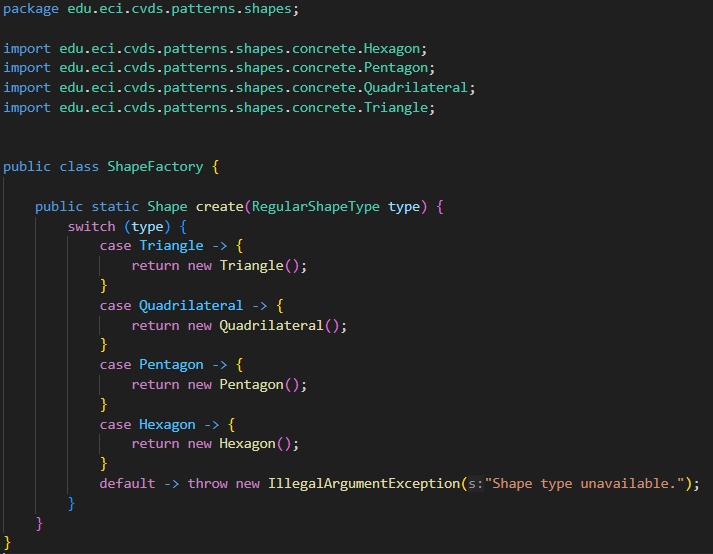 package edu.eci.cvds.patterns.shapes;
import edu.eci.cvds.patterns.shapes.concrete.Hexagon;
import edu.eci.cvds.patterns.shapes.concrete.Pentagon;
import edu.eci.cvds.patterns.shapes.concrete.Quadrilateral;
import edu.eci.cvds.patterns.shapes.concrete.Triangle;
public class ShapeFactory {
public static Shape create(RegularShapeType type) {
switch (type) {
case Triangle -> {
return new Triangle();
}
case Quadrilateral -> {
return new Quadrilateral();
}
case Pentagon -> {
return new Pentagon();
}
case Hexagon -> {
return new Hexagon();
}
default -> throw new IllegalArgumentException(s:"Shape type unavailable.");
}
}
}